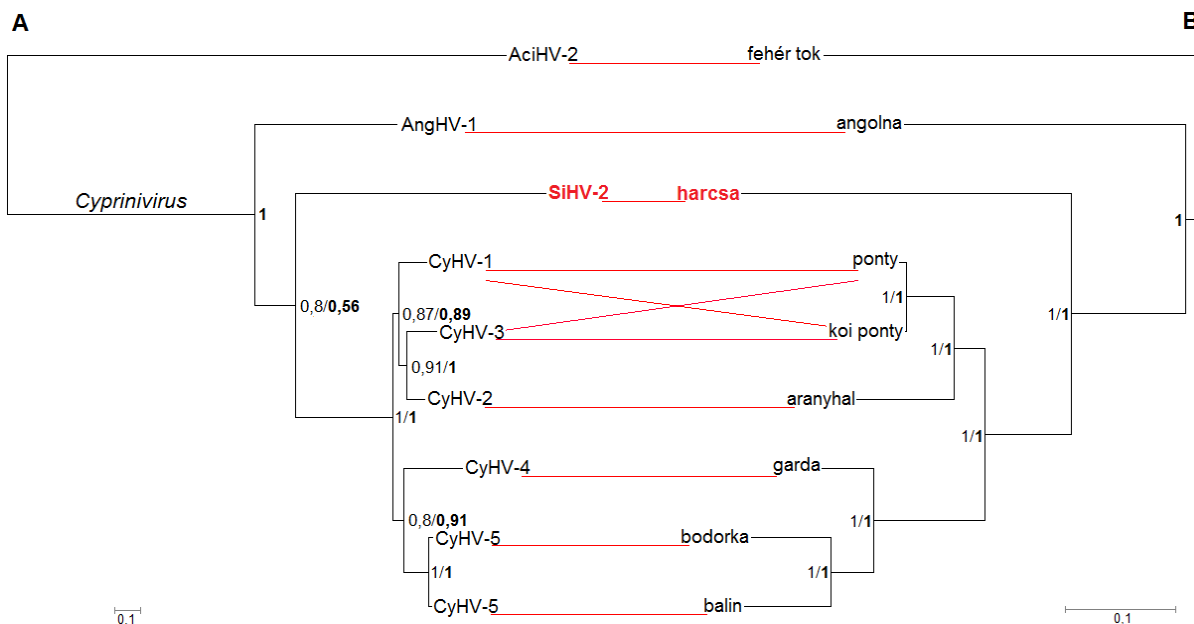 A
B
AciHV-2 fehér tok
AngHV-1 angolna
Cyprinivirus
SiHV-2 harcsa
1
1
CyHV-1 ponty
0,8/0,56
0,87/0,89
1/1
1/1
CyHV-3 koi ponty
1/1
0,91/1
CyHV-2 aranyhal
1/1
1/1
CyHV-4 garda
0,8/0,91
1/1
CyHV-5 bodorka
1/1
1/1
CyHV-5 balin
0,1
0,1